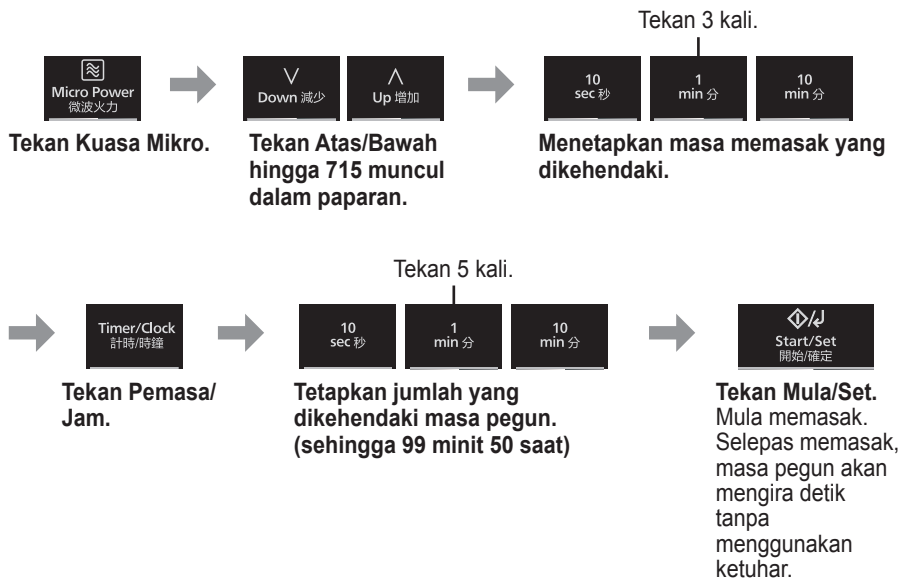 Tekan 3 kali.
Micro Power
微波火力
Down 減少
Up 增加
10
sec 秒
1
min 分
10
min 分
Tekan Kuasa Mikro.
Tekan Atas/Bawah
hingga 715 muncul
dalam paparan.
Menetapkan masa memasak yang
dikehendaki.
Tekan 5 kali.
Timer/Clock
計時/時鐘
10
sec 秒
1
min 分
10
min 分
Start/Set
開始/確定
Tekan Pemasa/
Jam.
Tetapkan jumlah yang
dikehendaki masa pegun.
(sehingga 99 minit 50 saat)
Tekan Mula/Set.
Mula memasak.
Selepas memasak,
masa pegun akan
mengira detik
tanpa
menggunakan
ketuhar.